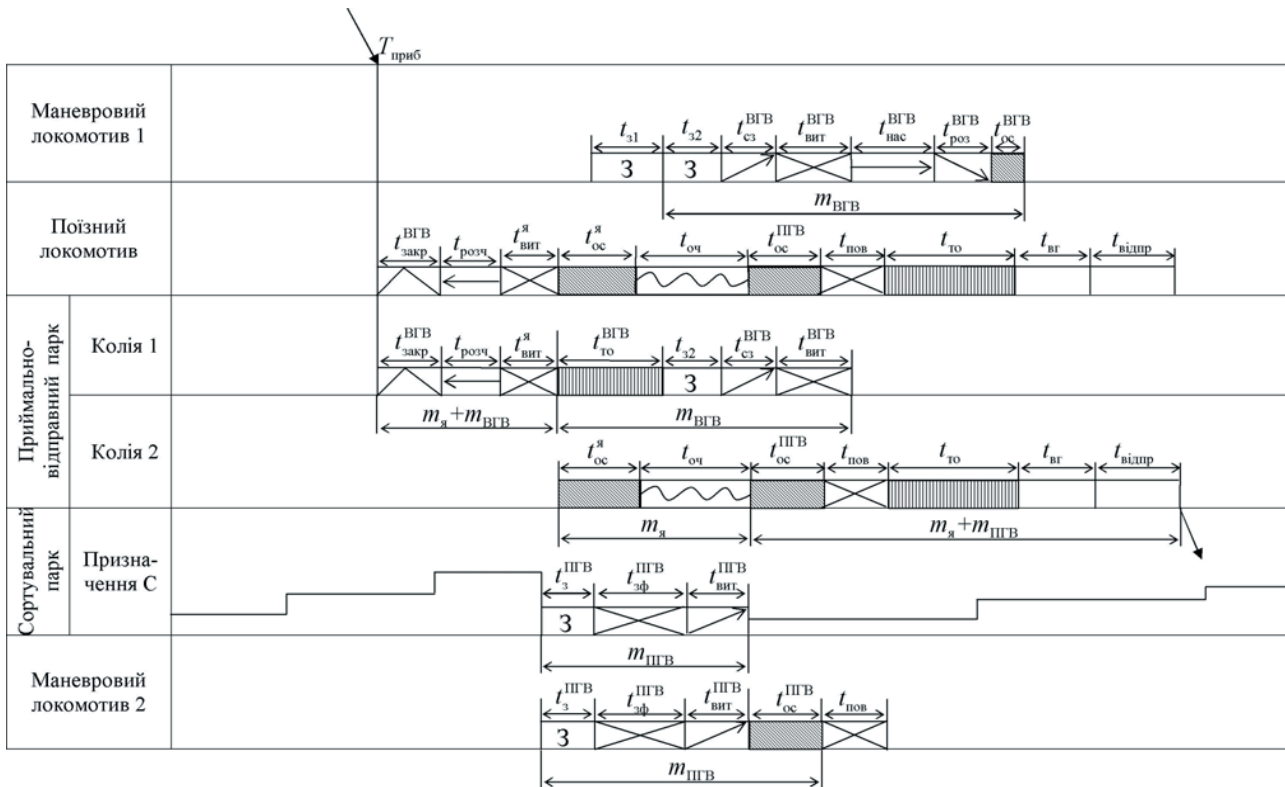 Tприб
Маневровий
локомотив 1
tз1 tз2 tсзВГВ tвитВГВ tнасВГВ tрозВГВ tосВГВ
З З
mВГВ
Поїзний
локомотив
tзакрВГВ tрозч tвитя tося tоч tосПГВ tпов tто tвг tвідпр
Приймально-
відправний парк
Колія 1
tзакрВГВ tрозч tвитя tтоВГВ tз2 tсзВГВ tвитВГВ
З
mя+mВГВ mВГВ
Колія 2
tося tоч tосПГВ tпов tто tвг tвідпр
mя mя+mПГВ
Сортувальний
парк
Призна-
чення С
tзПГВ tзфПГВ tвитПГВ
З
mПГВ
Маневровий
локомотив 2
tзПГВ tзфПГВ tвитПГВ tосПГВ tпов
З
mПГВ